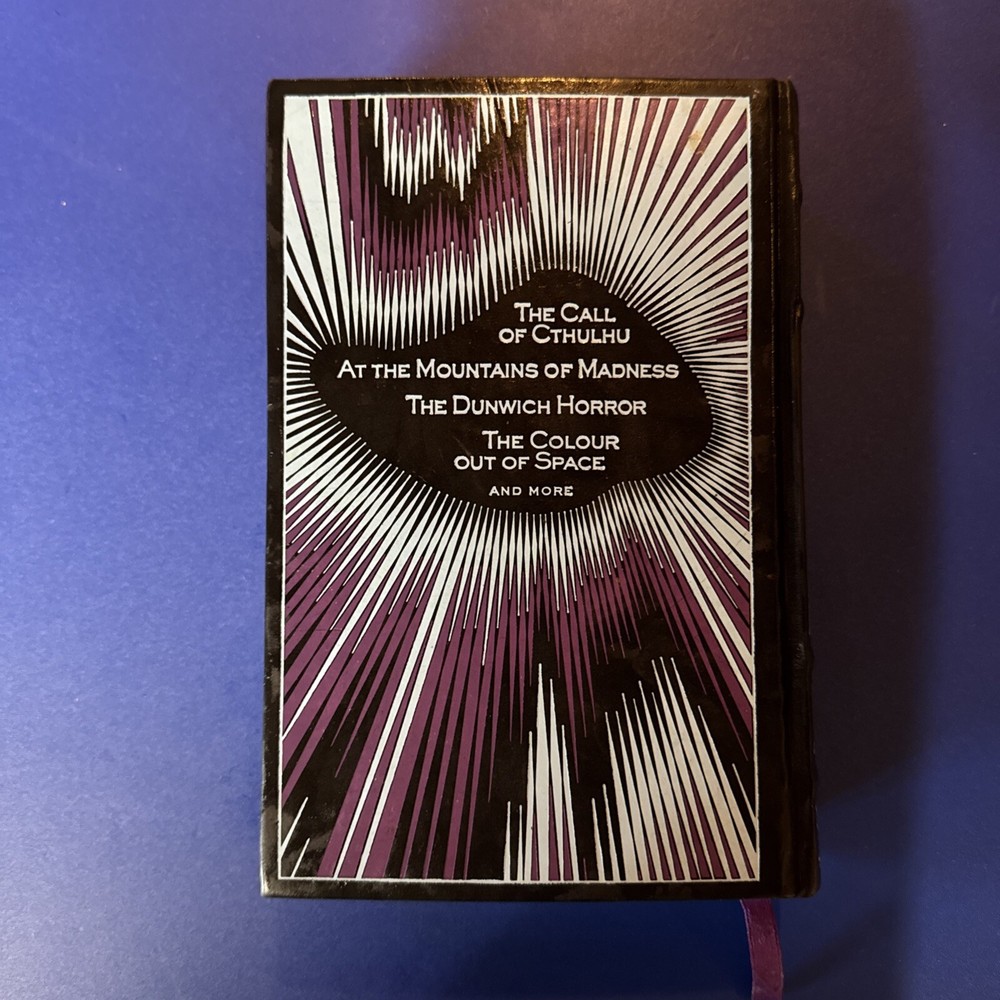 The Call
of Cthulhu
At the Mountains of Madness
The Dunwich Horror
The Colour
out of Space
and more